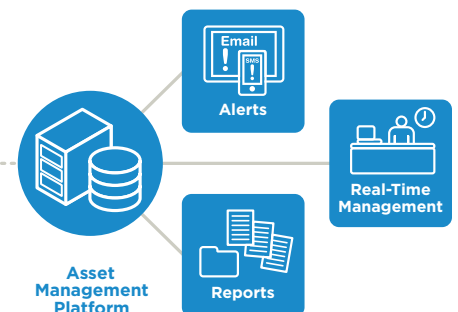 Email
SMS
Alerts
Real-Time
Management
Asset
Management
Platform
Reports